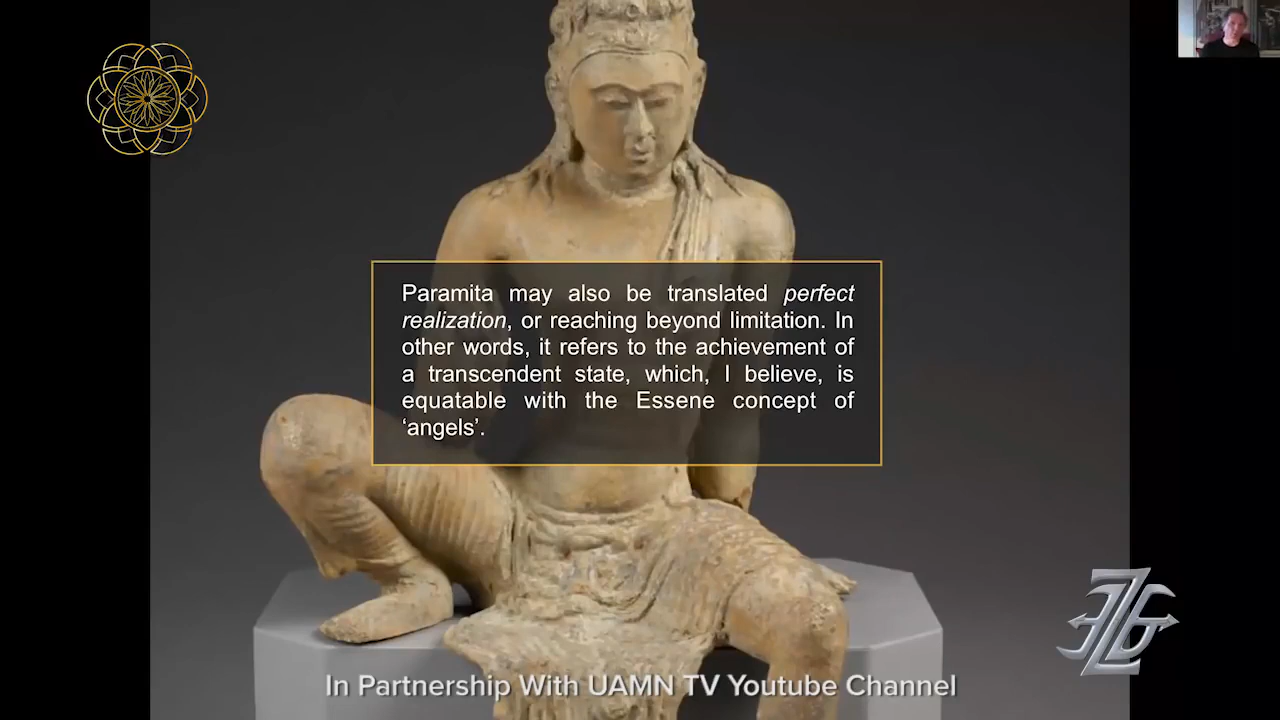 Paramita may also be translated perfect
realization, or reaching beyond limitation. In
other words, it refers to the achievement of
a transcendent state, which, I believe, is
equatable with the Essene concept of
‘angels’.
In Partnership With UAMN TV Youtube Channel